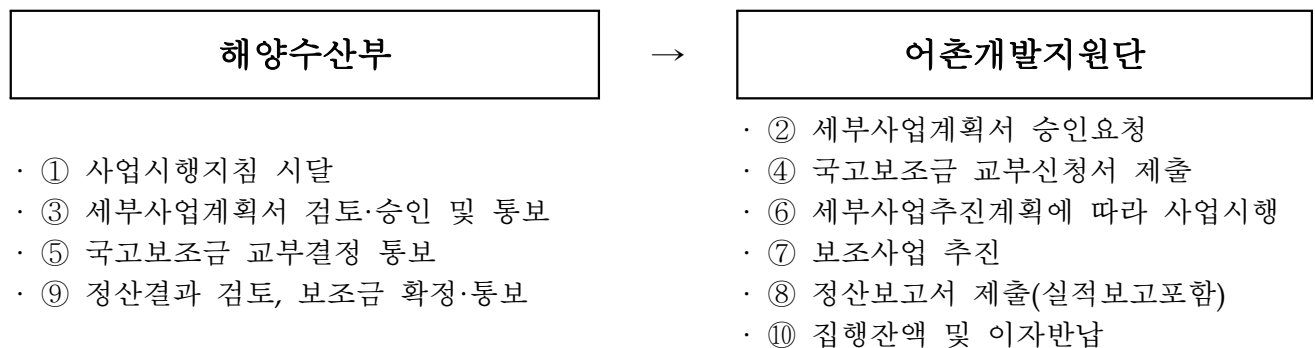 해양수산부
→
어촌개발지원단
· ① 사업시행지침 시달
· ③ 세부사업계획서 검토·승인 및 통보
· ⑤ 국고보조금 교부결정 통보
· ⑨ 정산결과 검토, 보조금 확정·통보
· ② 세부사업계획서 승인요청
· ④ 국고보조금 교부신청서 제출
· ⑥ 세부사업추진계획에 따라 사업시행
· ⑦ 보조사업 추진
· ⑧ 정산보고서 제출(실적보고포함)
· ⑩ 집행잔액 및 이자반납